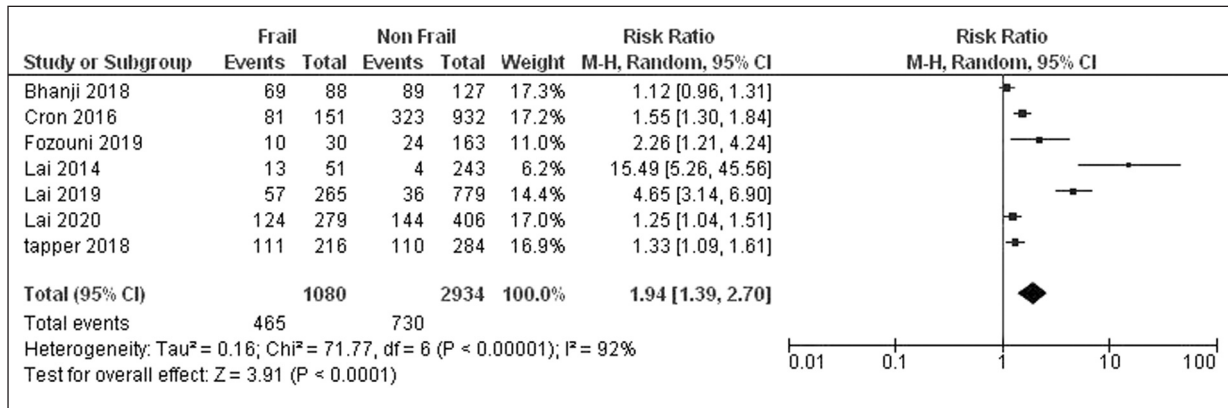 Frail Non Frail Risk Ratio Risk Ratio
Study or Subgroup Events Total Events Total Weight M-H, Random, 95% CI M-H, Random, 95% CI
Bhanji 2018 69 88 89 127 17.3% 1.12 [0.96, 1.31]
Cron 2016 81 151 323 932 17.2% 1.55 [1.30, 1.84]
Fozouni 2019 10 30 24 163 11.0% 2.26 [1.21, 4.24]
Lai 2014 13 51 4 243 6.2% 15.49 [5.26, 45.56]
Lai 2019 57 265 36 779 14.4% 4.65 [3.14, 6.90]
Lai 2020 124 279 144 406 17.0% 1.25 [1.04, 1.51]
tapper 2018 111 216 110 284 16.9% 1.33 [1.09, 1.61]
Total (95% CI) 1080 2934 100.0% 1.94 [1.39, 2.70]
Total events 465 730
Heterogeneity: Tau² = 0.16; Chi² = 71.77, df = 6 (P < 0.00001); I² = 92%
Test for overall effect: Z = 3.91 (P < 0.0001)
0.01 0.1 1 10 100